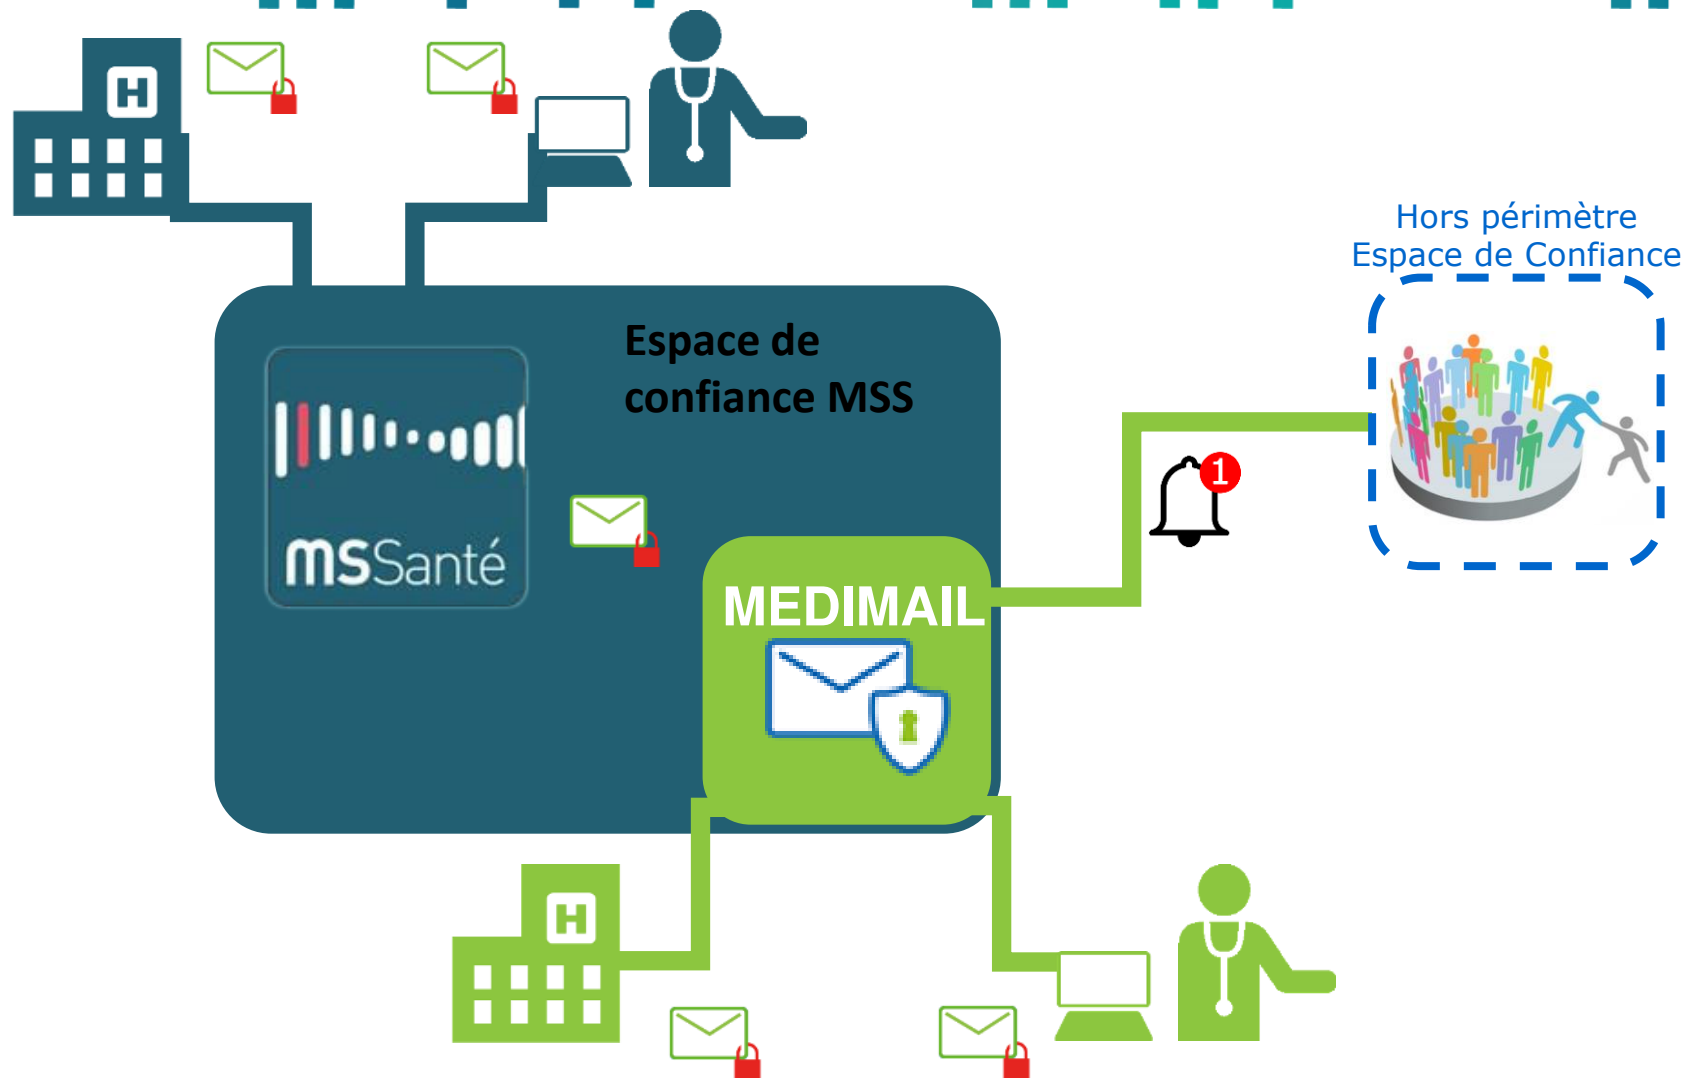 H
Hors périmètre
Espace de Confiance
Espace de
confiance MSS
1
MSSanté
MEDIMAIL
H